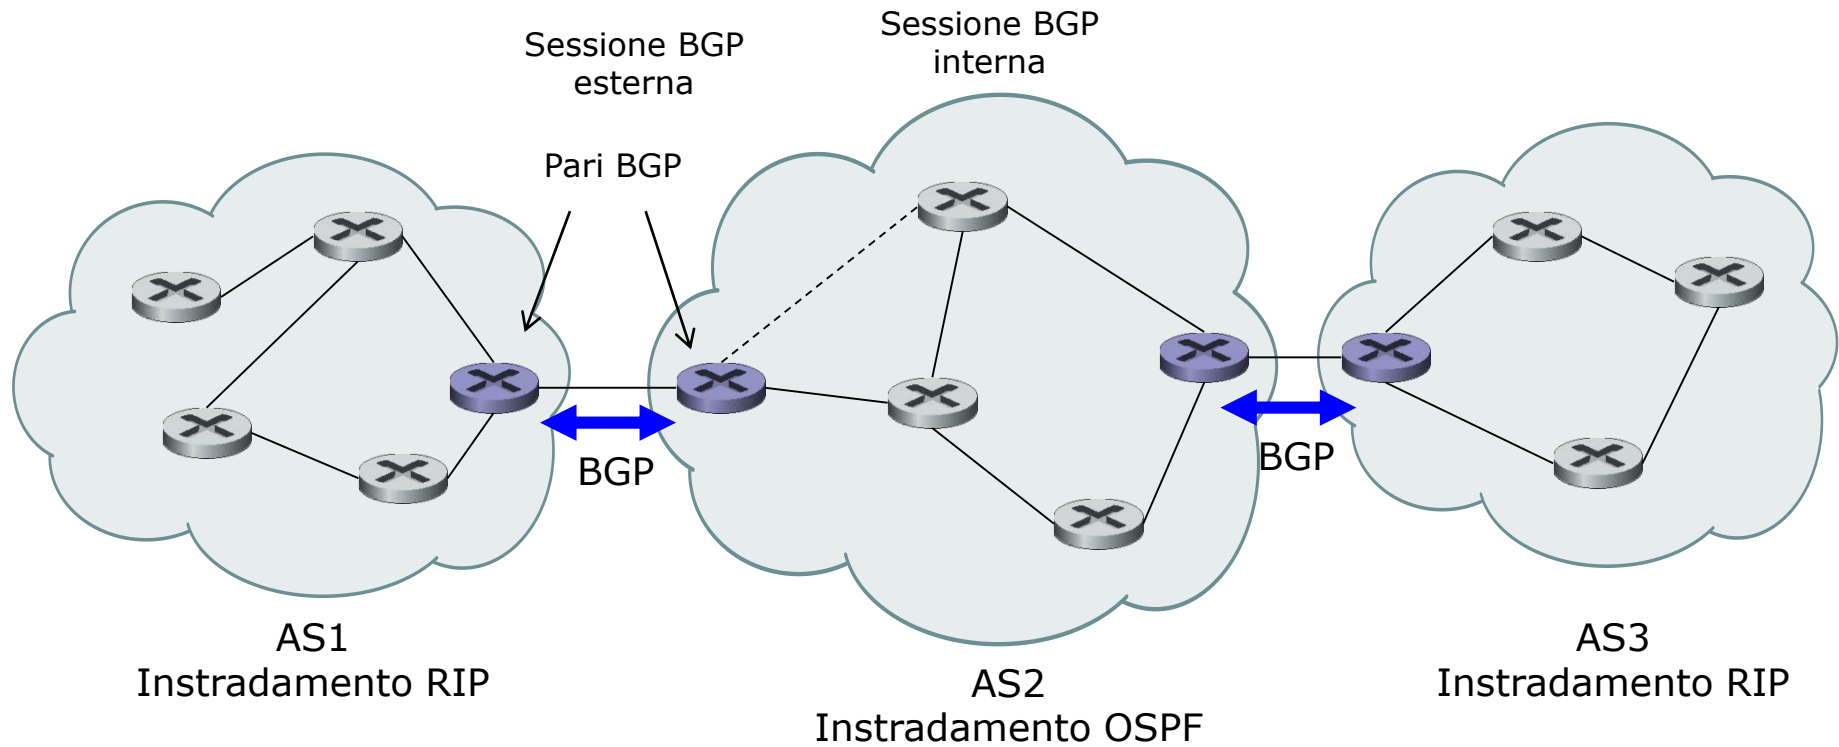 Sessione BGP
esterna
Sessione BGP
interna
Pari BGP
BGP
BGP
AS1
Instradamento RIP
AS2
Instradamento OSPF
AS3
Instradamento RIP